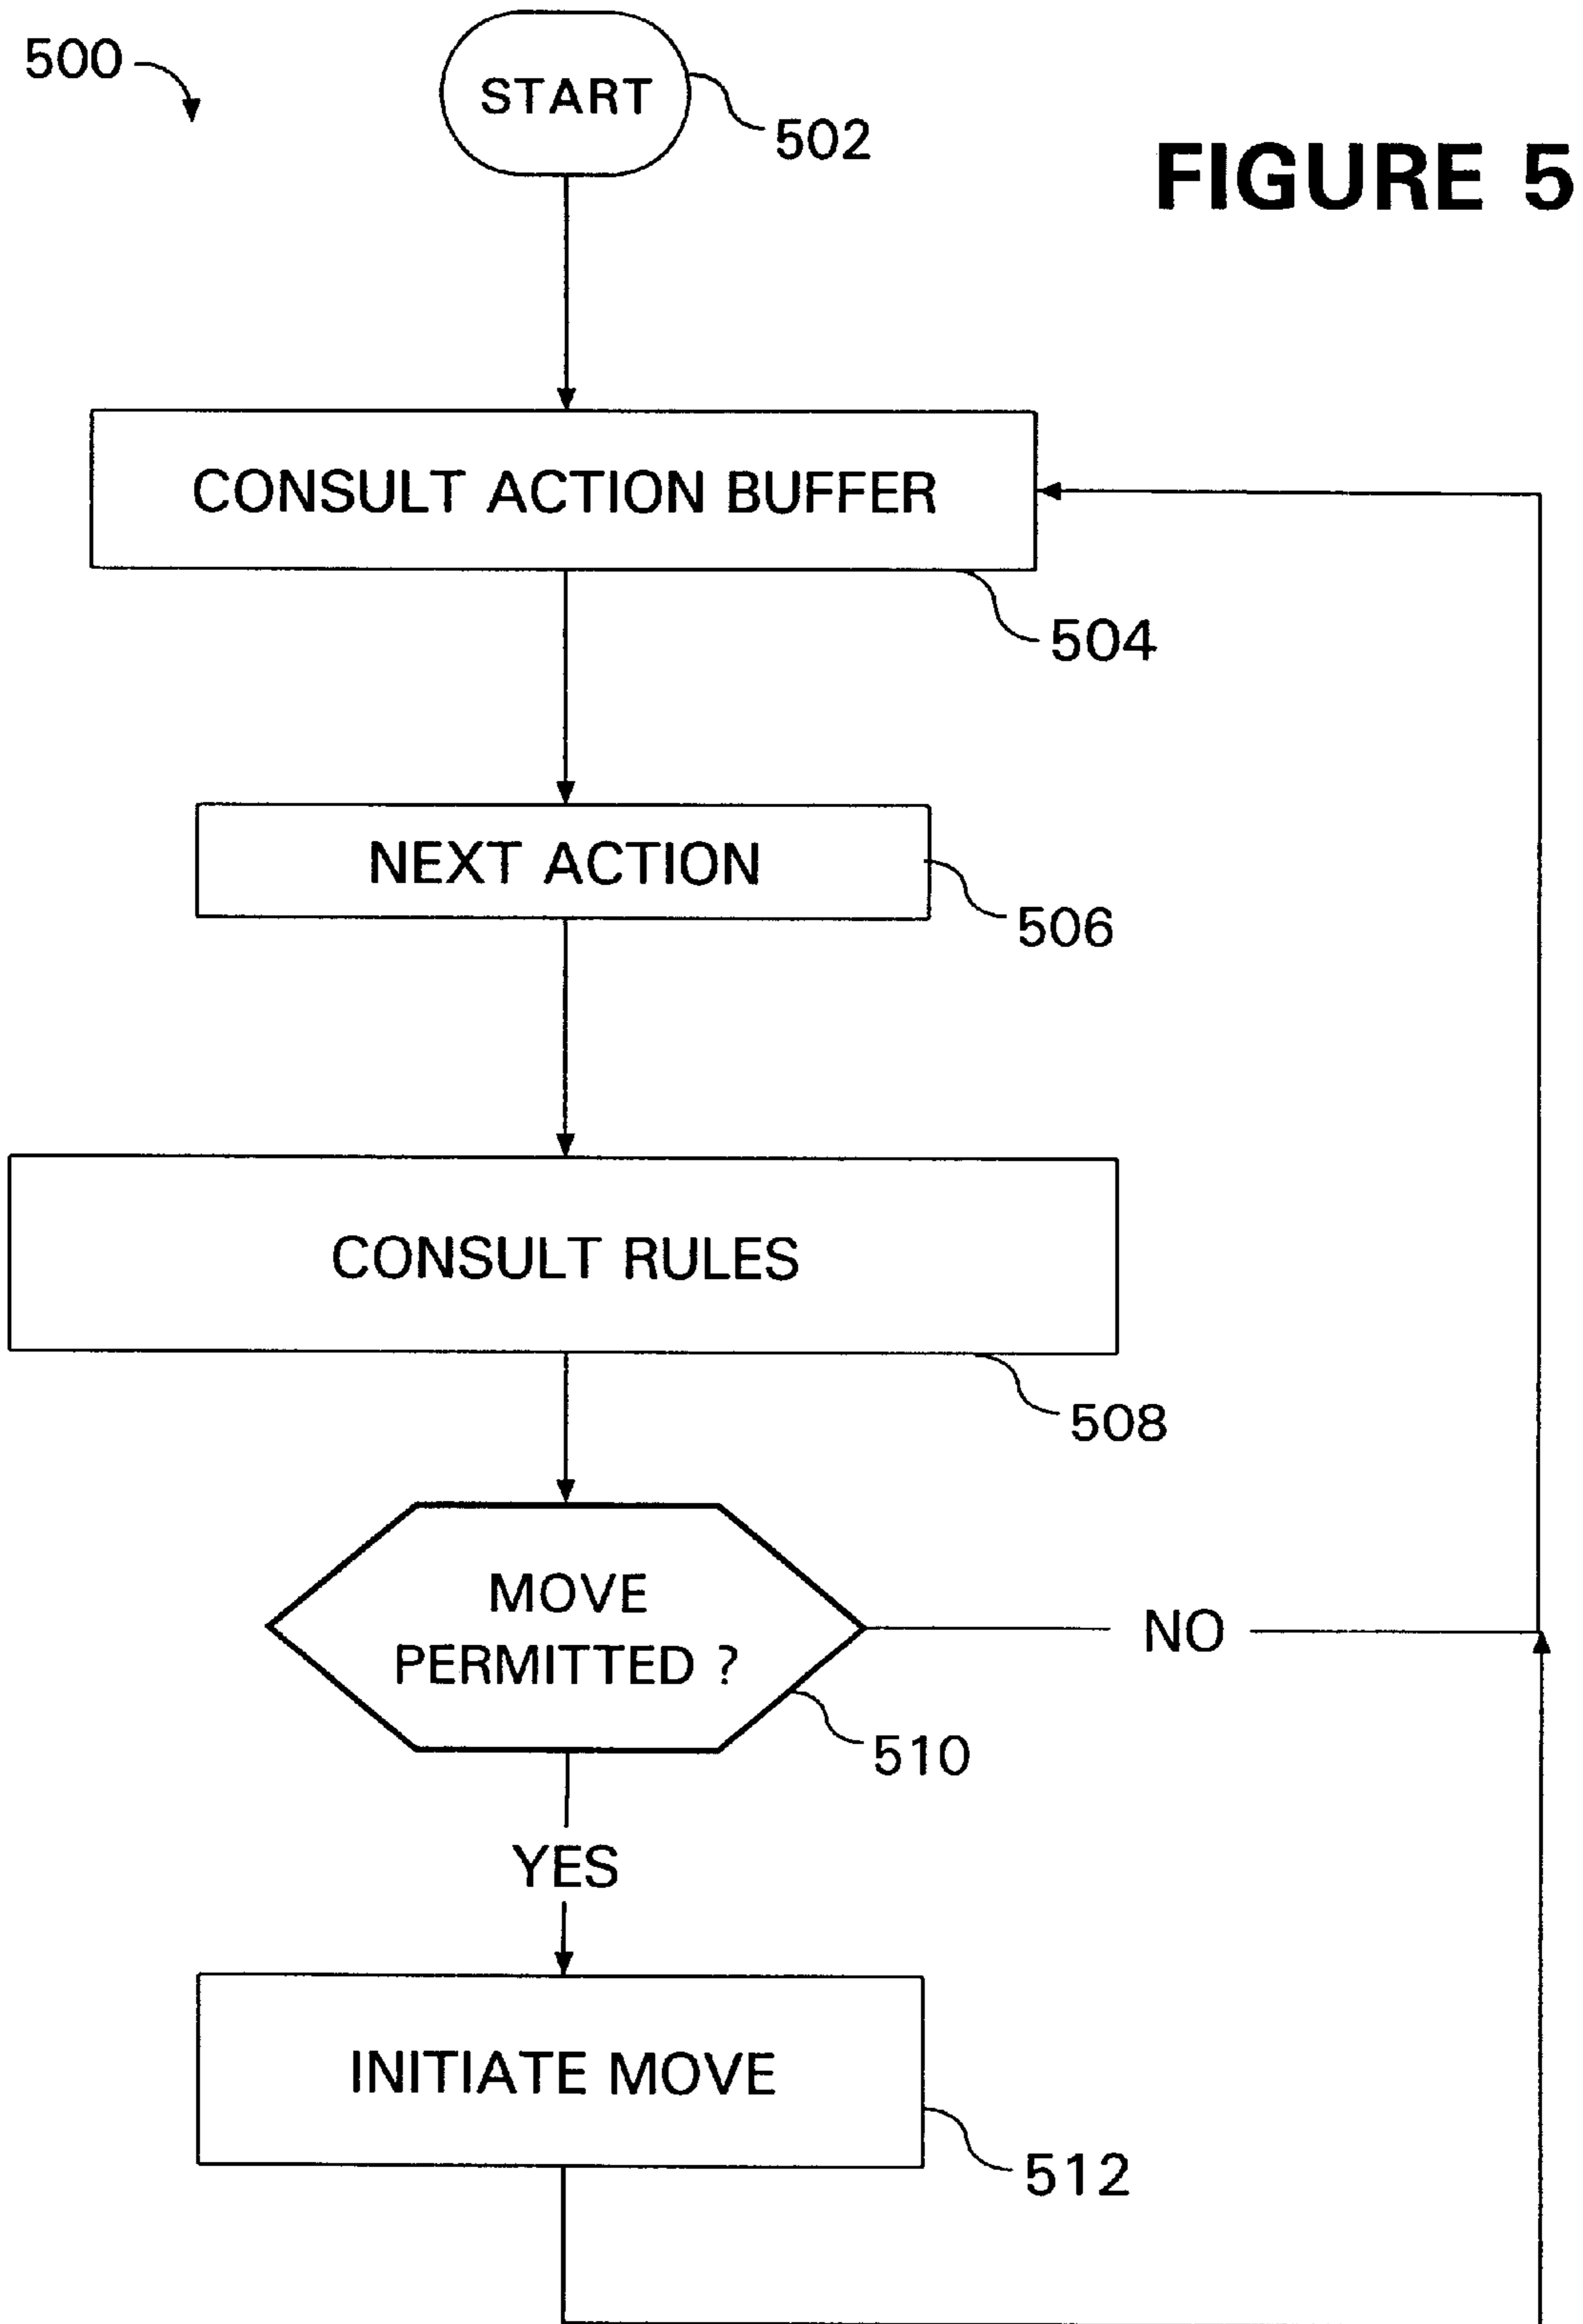 500
START
502
FIGURE 5
CONSULT ACTION BUFFER
504
NEXT ACTION
506
CONSULT RULES
508
MOVE
PERMITTED ?
NO
510
YES
INITIATE MOVE
512